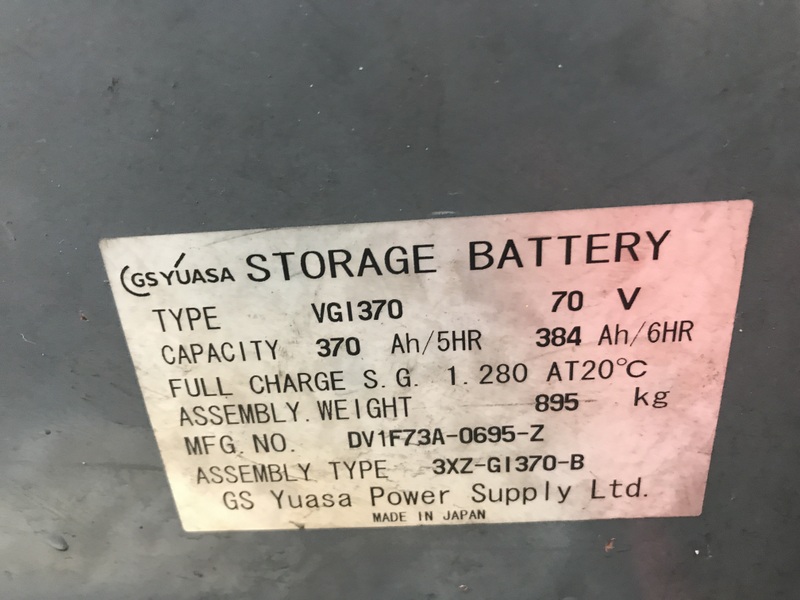 GS YUASA STORAGE BATTERY
TYPE VGI370 70 V
CAPACITY 370 Ah/5HR 384 Ah/6HR
FULL CHARGE S.G. 1.280 AT20℃
ASSEMBLY.WEIGHT 895 kg
MFG.NO. DV1F73A-0695-Z
ASSEMBLY TYPE 3XZ-GI370-B
GS Yuasa Power Supply Ltd.
MADE IN JAPAN